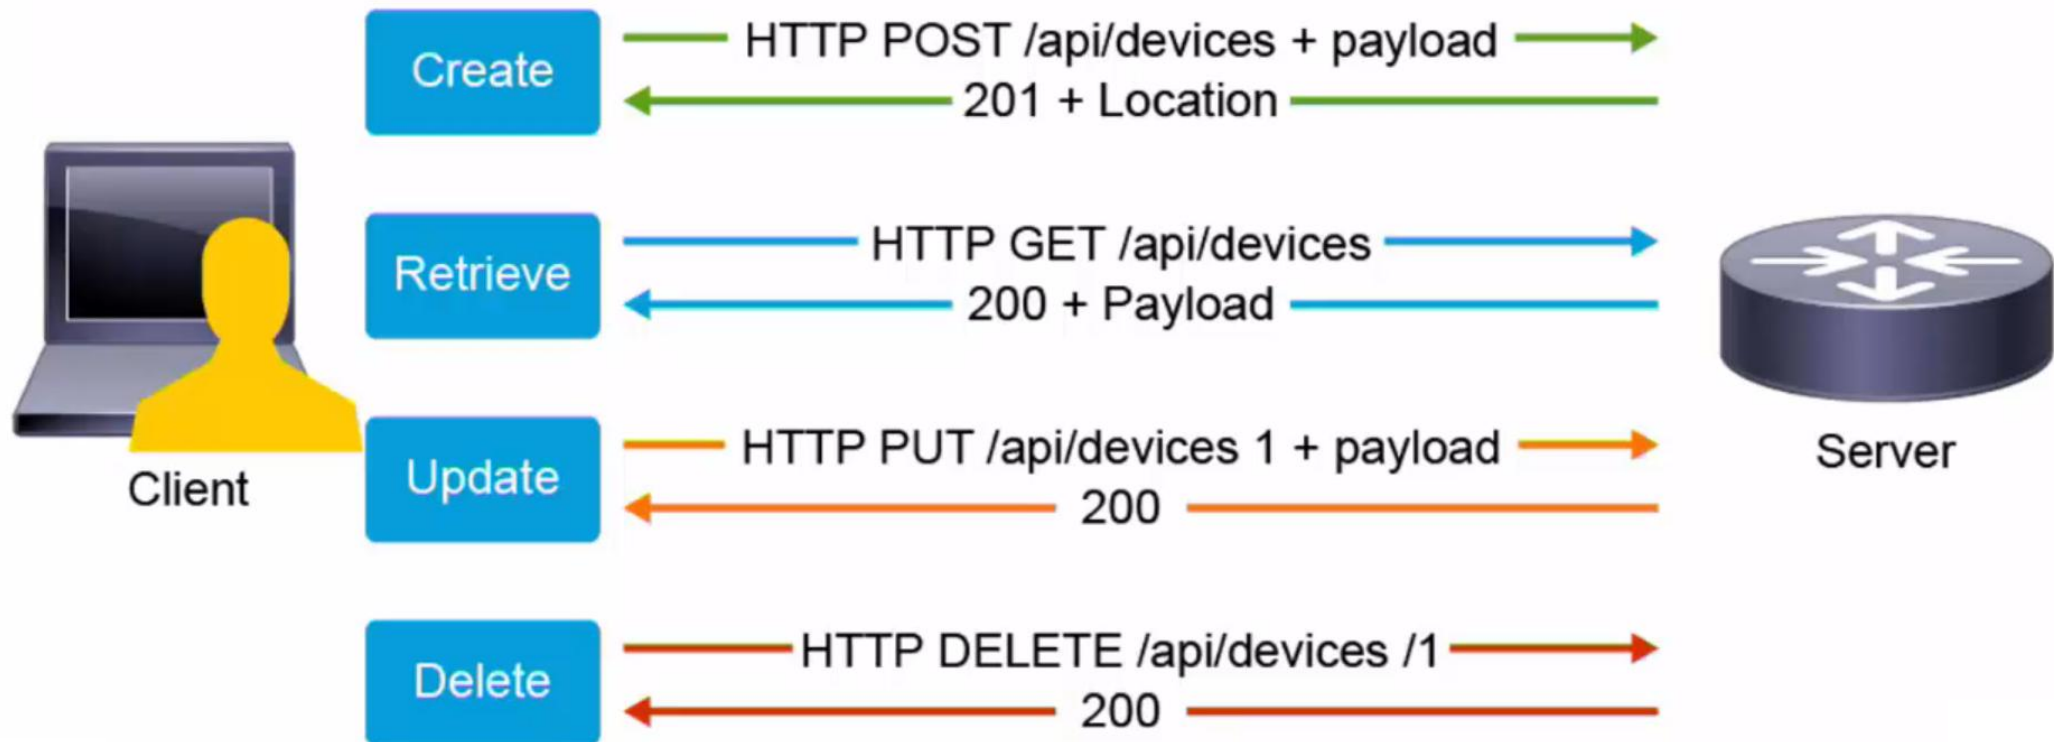 Create
HTTP POST /api/devices + payload
201 + Location
Retrieve
HTTP GET /api/devices
200 + Payload
Update
HTTP PUT /api/devices 1 + payload
200
Delete
HTTP DELETE /api/devices /1
200
Client
Server